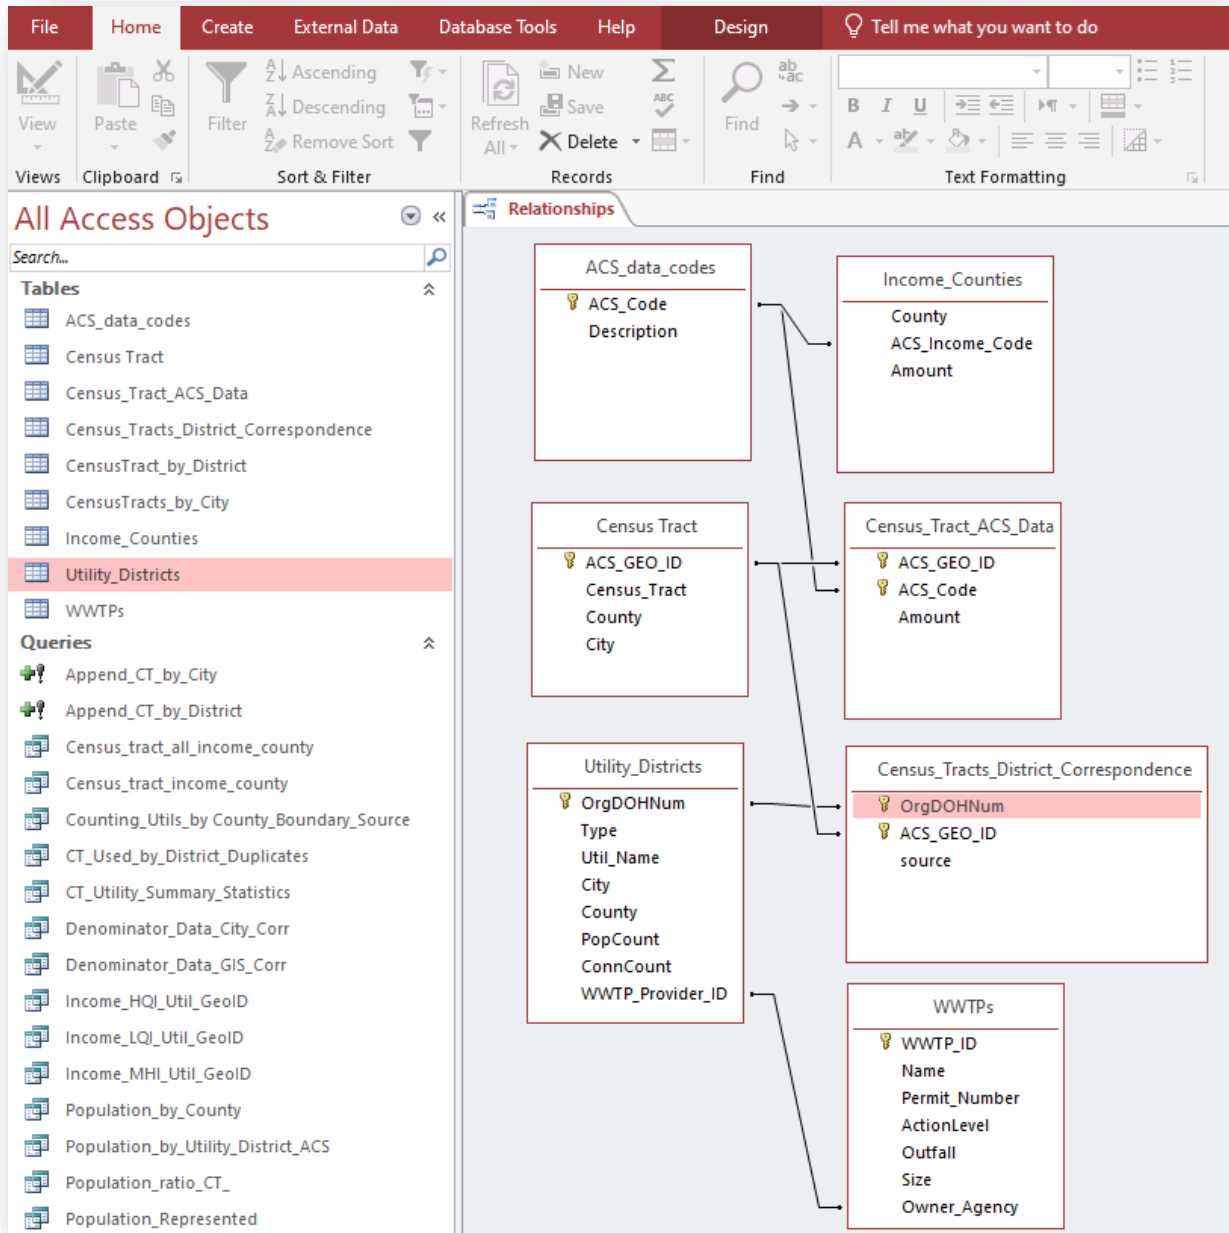 File Home Create External Data Database Tools Help Design Tell me what you want to do
View
Paste
Filter
Ascending
Descending
Remove Sort
Refresh
All
New
Save
Delete
ABC
Find
ab
ac
B I U
A ab
Views Clipboard Sort & Filter Records Find Text Formatting
All Access Objects
Search...
Tables
ACS_data_codes
Census Tract
Census_Tract_ACS_Data
Census_Tracts_District_Correspondence
CensusTract_by_District
CensusTracts_by_City
Income_Counties
Utility_Districts
WWTPs
Queries
Append_CT_by_City
Append_CT_by_District
Census_tract_all_income_county
Census_tract_income_county
Counting_Utils_by County_Boundary_Source
CT_Used_by_District_Duplicates
CT_Utility_Summary_Statistics
Denominator_Data_City_Corr
Denominator_Data_GIS_Corr
Income_HQI_Util_GeoID
Income_LQI_Util_GeoID
Income_MHI_Util_GeoID
Population_by_County
Population_by_Utility_District_ACS
Population_ratio_CT_
Population_Represented
Relationships
ACS_data_codes
ACS_Code
Description
Income_Counties
County
ACS_Income_Code
Amount
Census Tract
ACS_GEO_ID
Census_Tract
County
City
Census_Tract_ACS_Data
ACS_GEO_ID
ACS_Code
Amount
Utility_Districts
OrgDOHNum
Type
Util_Name
City
County
PopCount
ConnCount
WWTP_Provider_ID
Census_Tracts_District_Correspondence
OrgDOHNum
ACS_GEO_ID
source
WWTPs
WWTP_ID
Name
Permit_Number
ActionLevel
Outfall
Size
Owner_Agency